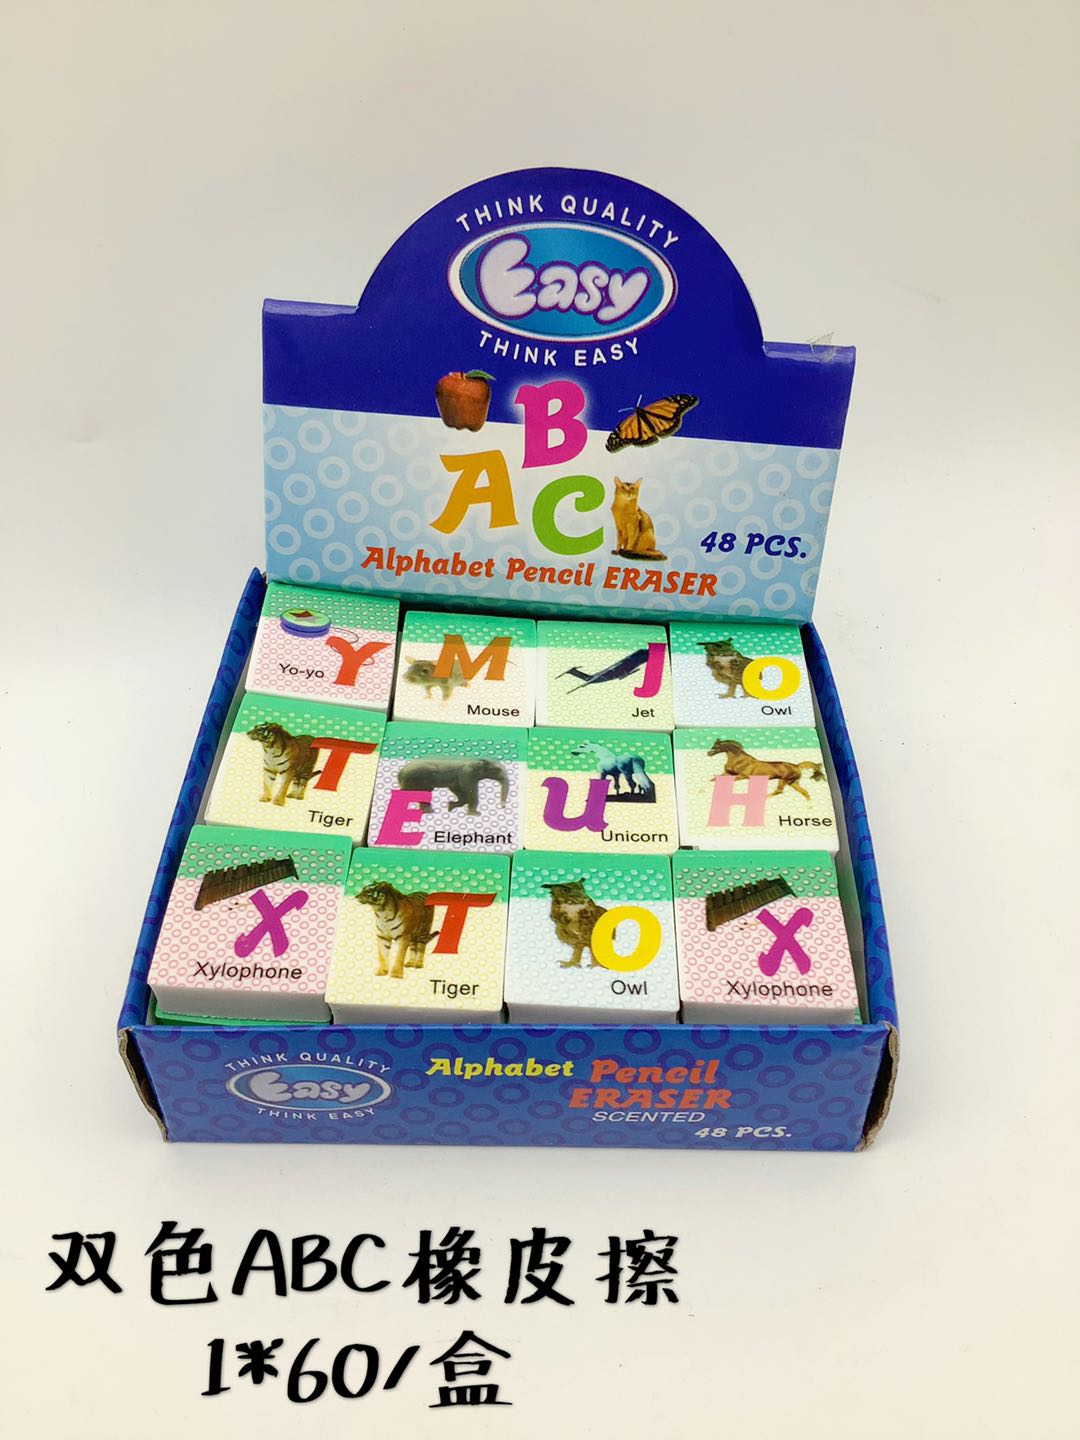 THINK QUALITY
Easy
THINK EASY
B
A
C
48 PCS.
Alphabet Pencil ERASER
Y
Yo-yo
M
Mouse
J
Jet
O
Owl
T
Tiger
E
Elephant
U
Unicorn
H
Horse
X
Xylophone
T
Tiger
O
Owl
X
Xylophone
THINK QUALITY
Easy
THINK EASY
Alphabet Pencil
ERASER
SCENTED
48 PCS.
双色ABC橡皮擦
1*60/盒